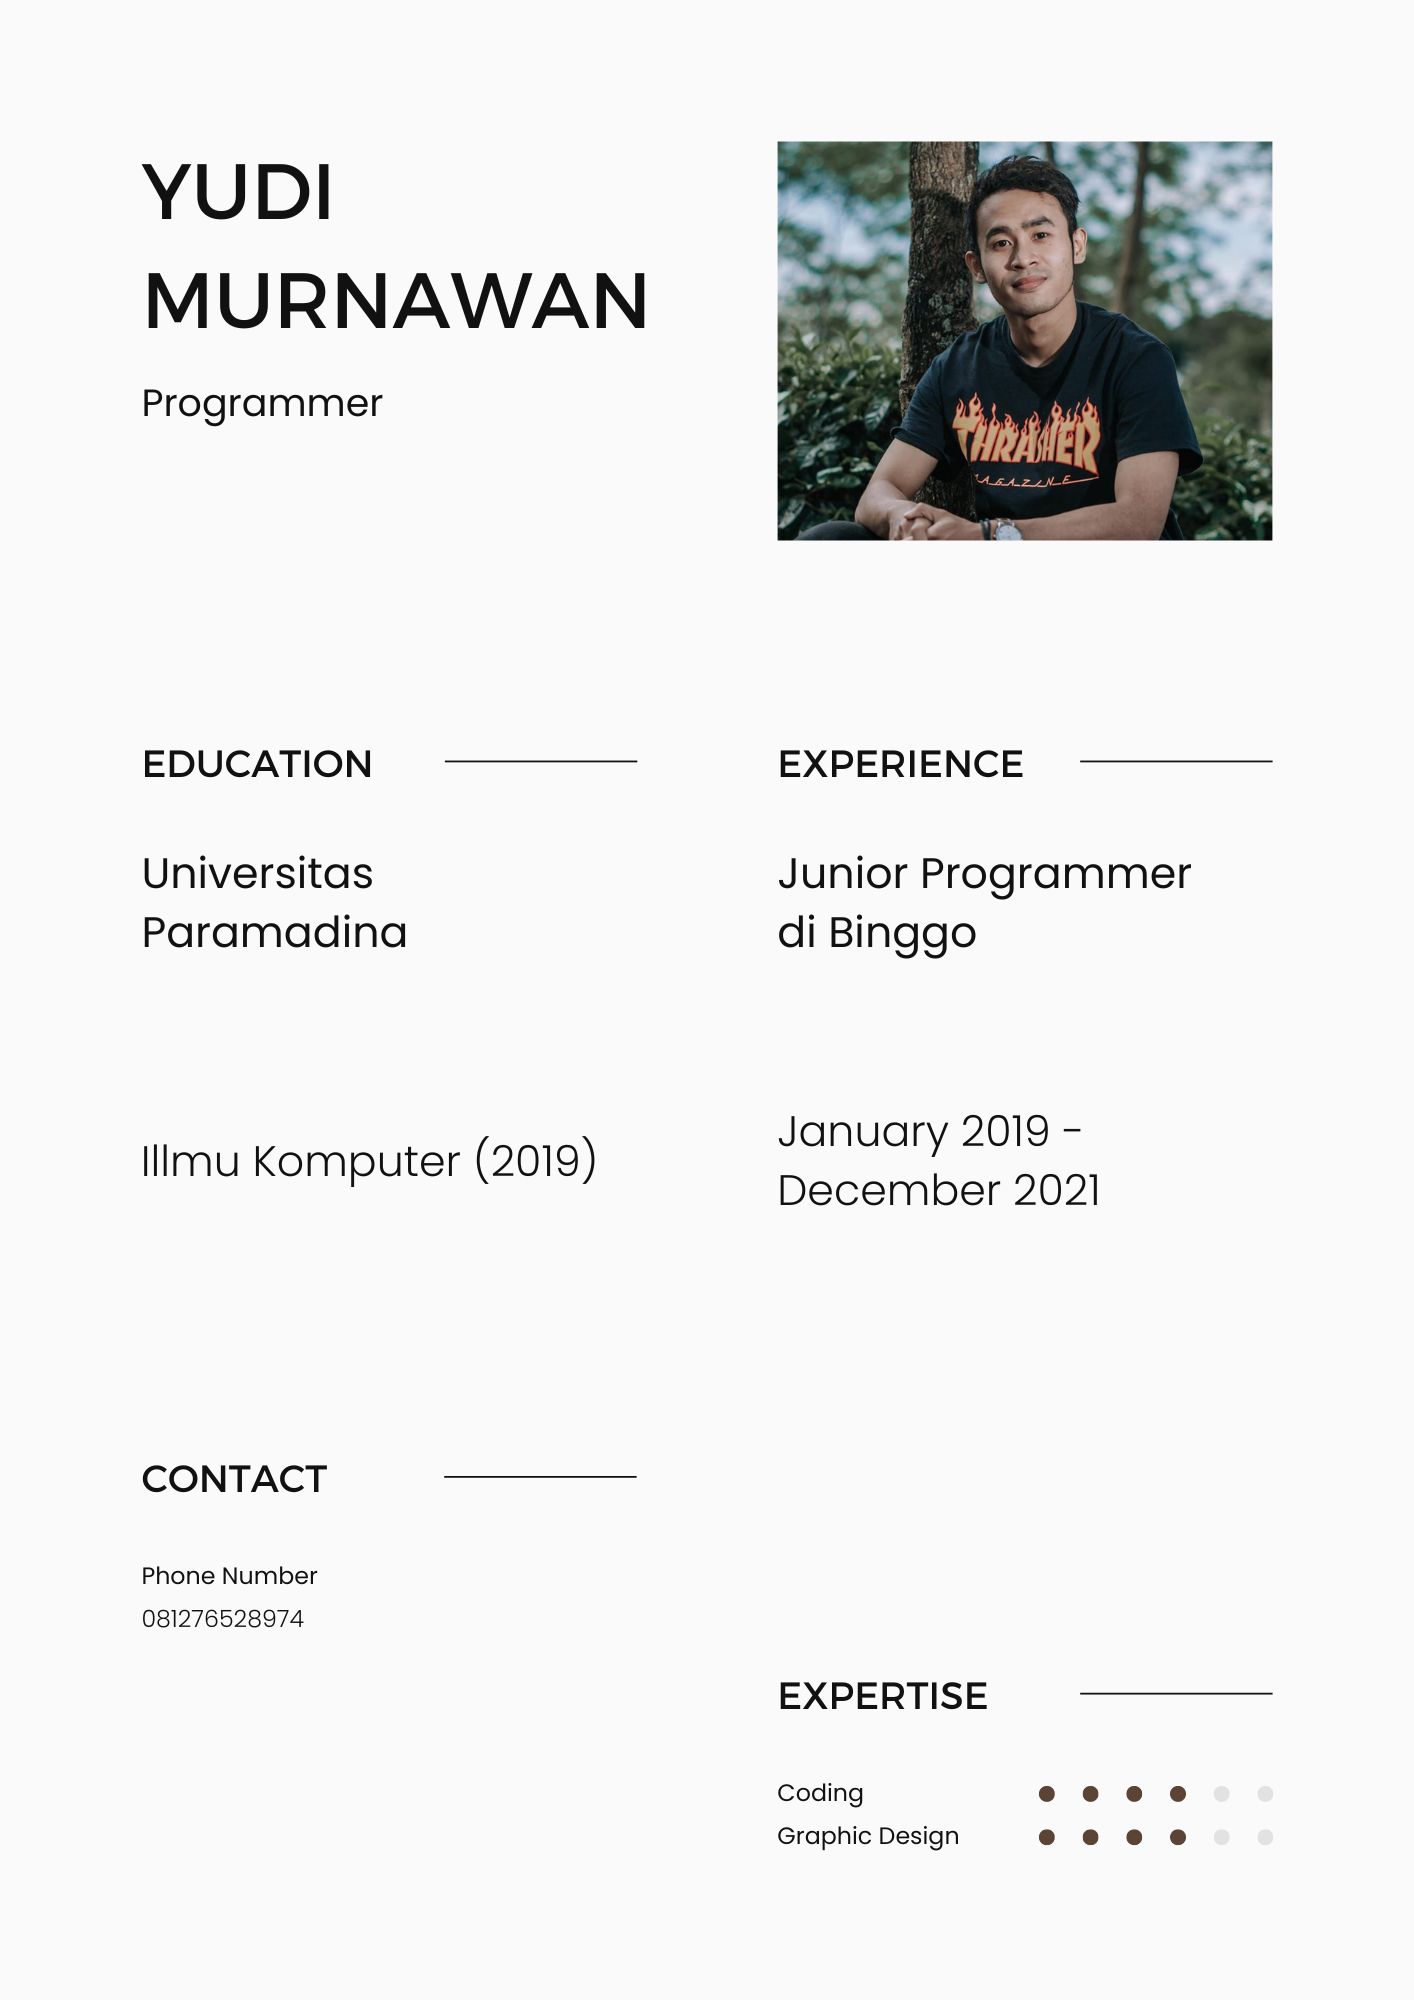 YUDI
MURNAWAN
Programmer
THRASHER
MAGAZINE
EDUCATION
Universitas
Paramadina
Illmu Komputer (2019)
EXPERIENCE
Junior Programmer
di Binggo
January 2019 -
December 2021
CONTACT
Phone Number
081276528974
EXPERTISE
Coding
Graphic Design